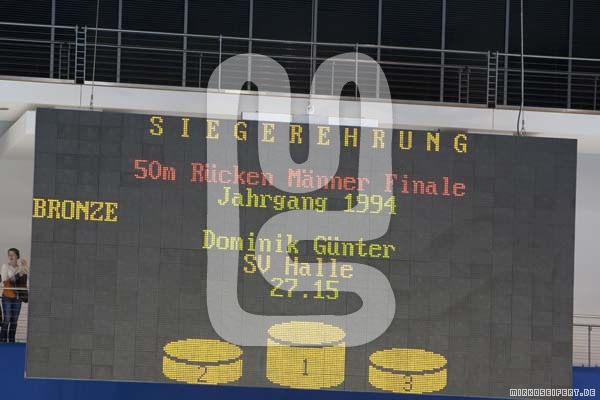 SIEGEREHRUNG
50m Rücken Männer Finale
Jahrgang 1994
BRONZE
Dominik Günter
SV Halle
27.15
2 1 3
MIRKOSEIFERT.DE